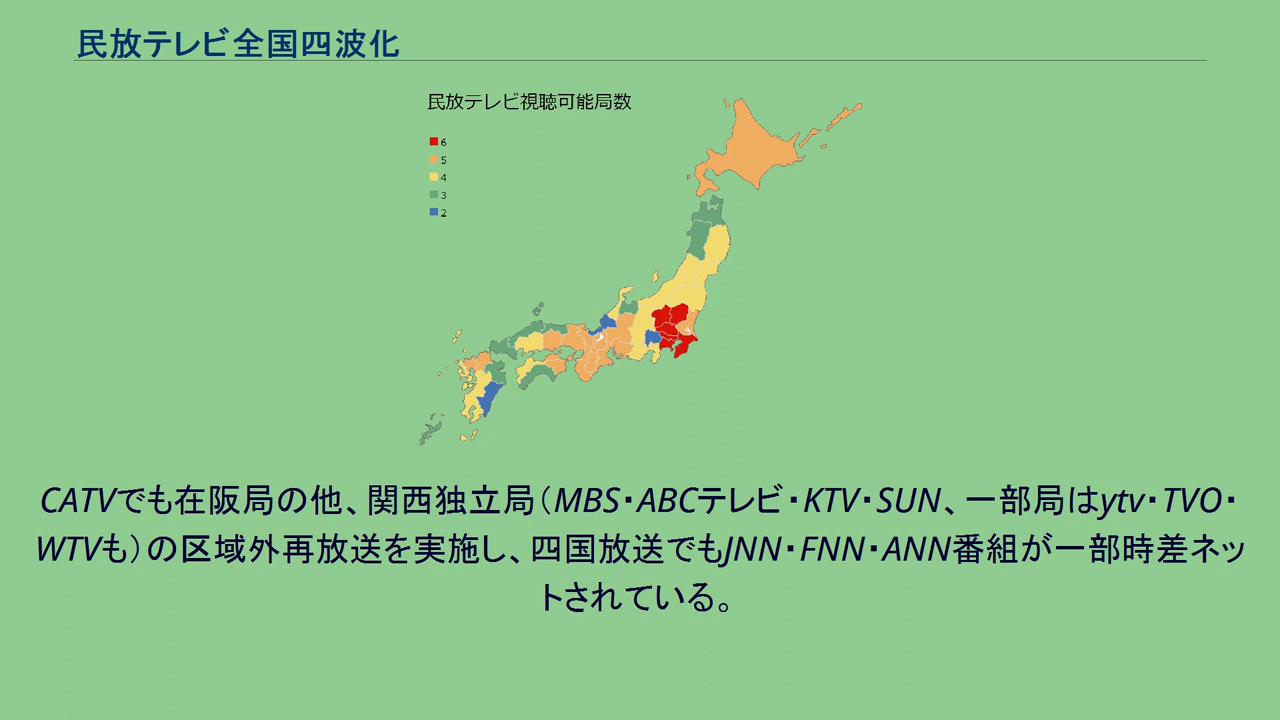 民放テレビ全国四波化
民放テレビ視聴可能局数
6
5
4
3
2
CATVでも在阪局の他、関西独立局（MBS・ABCテレビ・KTV・SUN、一部局はytv・TVO・
WTVも）の区域外再放送を実施し、四国放送でもJNN・FNN・ANN番組が一部時差ネッ
トされている。